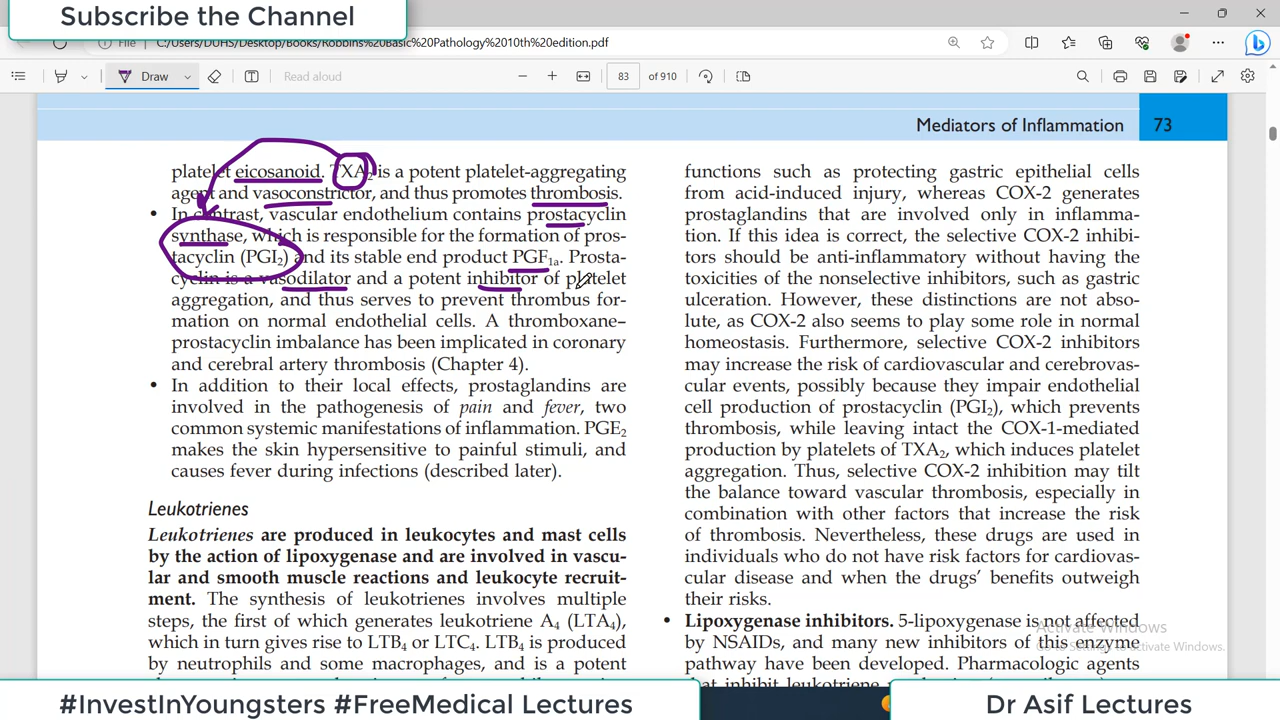 Subscribe the Channel
File
C:/Users/DUHS/Desktop/Books/Robbins%20Basic%20Pathology%2010th%20edition.pdf
Draw
Read aloud
83
of 910
Mediators of Inflammation 73
platelet eicosanoid. TXA2 is a potent platelet-aggregating
agent and vasoconstrictor, and thus promotes thrombosis.
• In contrast, vascular endothelium contains prostacyclin
synthase, which is responsible for the formation of pros-
tacyclin (PGI2) and its stable end product PGF1a. Prosta-
cyclin is a vasodilator and a potent inhibitor of platelet
aggregation, and thus serves to prevent thrombus for-
mation on normal endothelial cells. A thromboxane–
prostacyclin imbalance has been implicated in coronary
and cerebral artery thrombosis (Chapter 4).
• In addition to their local effects, prostaglandins are
involved in the pathogenesis of pain and fever, two
common systemic manifestations of inflammation. PGE2
makes the skin hypersensitive to painful stimuli, and
causes fever during infections (described later).
Leukotrienes
Leukotrienes are produced in leukocytes and mast cells
by the action of lipoxygenase and are involved in vascu-
lar and smooth muscle reactions and leukocyte recruit-
ment. The synthesis of leukotrienes involves multiple
steps, the first of which generates leukotriene A4 (LTA4),
which in turn gives rise to LTB4 or LTC4. LTB4 is produced
by neutrophils and some macrophages, and is a potent
functions such as protecting gastric epithelial cells
from acid-induced injury, whereas COX-2 generates
prostaglandins that are involved only in inflamma-
tion. If this idea is correct, the selective COX-2 inhibi-
tors should be anti-inflammatory without having the
toxicities of the nonselective inhibitors, such as gastric
ulceration. However, these distinctions are not abso-
lute, as COX-2 also seems to play some role in normal
homeostasis. Furthermore, selective COX-2 inhibitors
may increase the risk of cardiovascular and cerebrovas-
cular events, possibly because they impair endothelial
cell production of prostacyclin (PGI2), which prevents
thrombosis, while leaving intact the COX-1-mediated
production by platelets of TXA2, which induces platelet
aggregation. Thus, selective COX-2 inhibition may tilt
the balance toward vascular thrombosis, especially in
combination with other factors that increase the risk
of thrombosis. Nevertheless, these drugs are used in
individuals who do not have risk factors for cardiovas-
cular disease and when the drugs’ benefits outweigh
their risks.
• Lipoxygenase inhibitors. 5-lipoxygenase is not affected
by NSAIDs, and many new inhibitors of this enzyme
pathway have been developed. Pharmacologic agents
that inhibit leukotriene
Activate Windows
Go to Settings to activate Windows.
#InvestInYoungsters #FreeMedical Lectures
Dr Asif Lectures